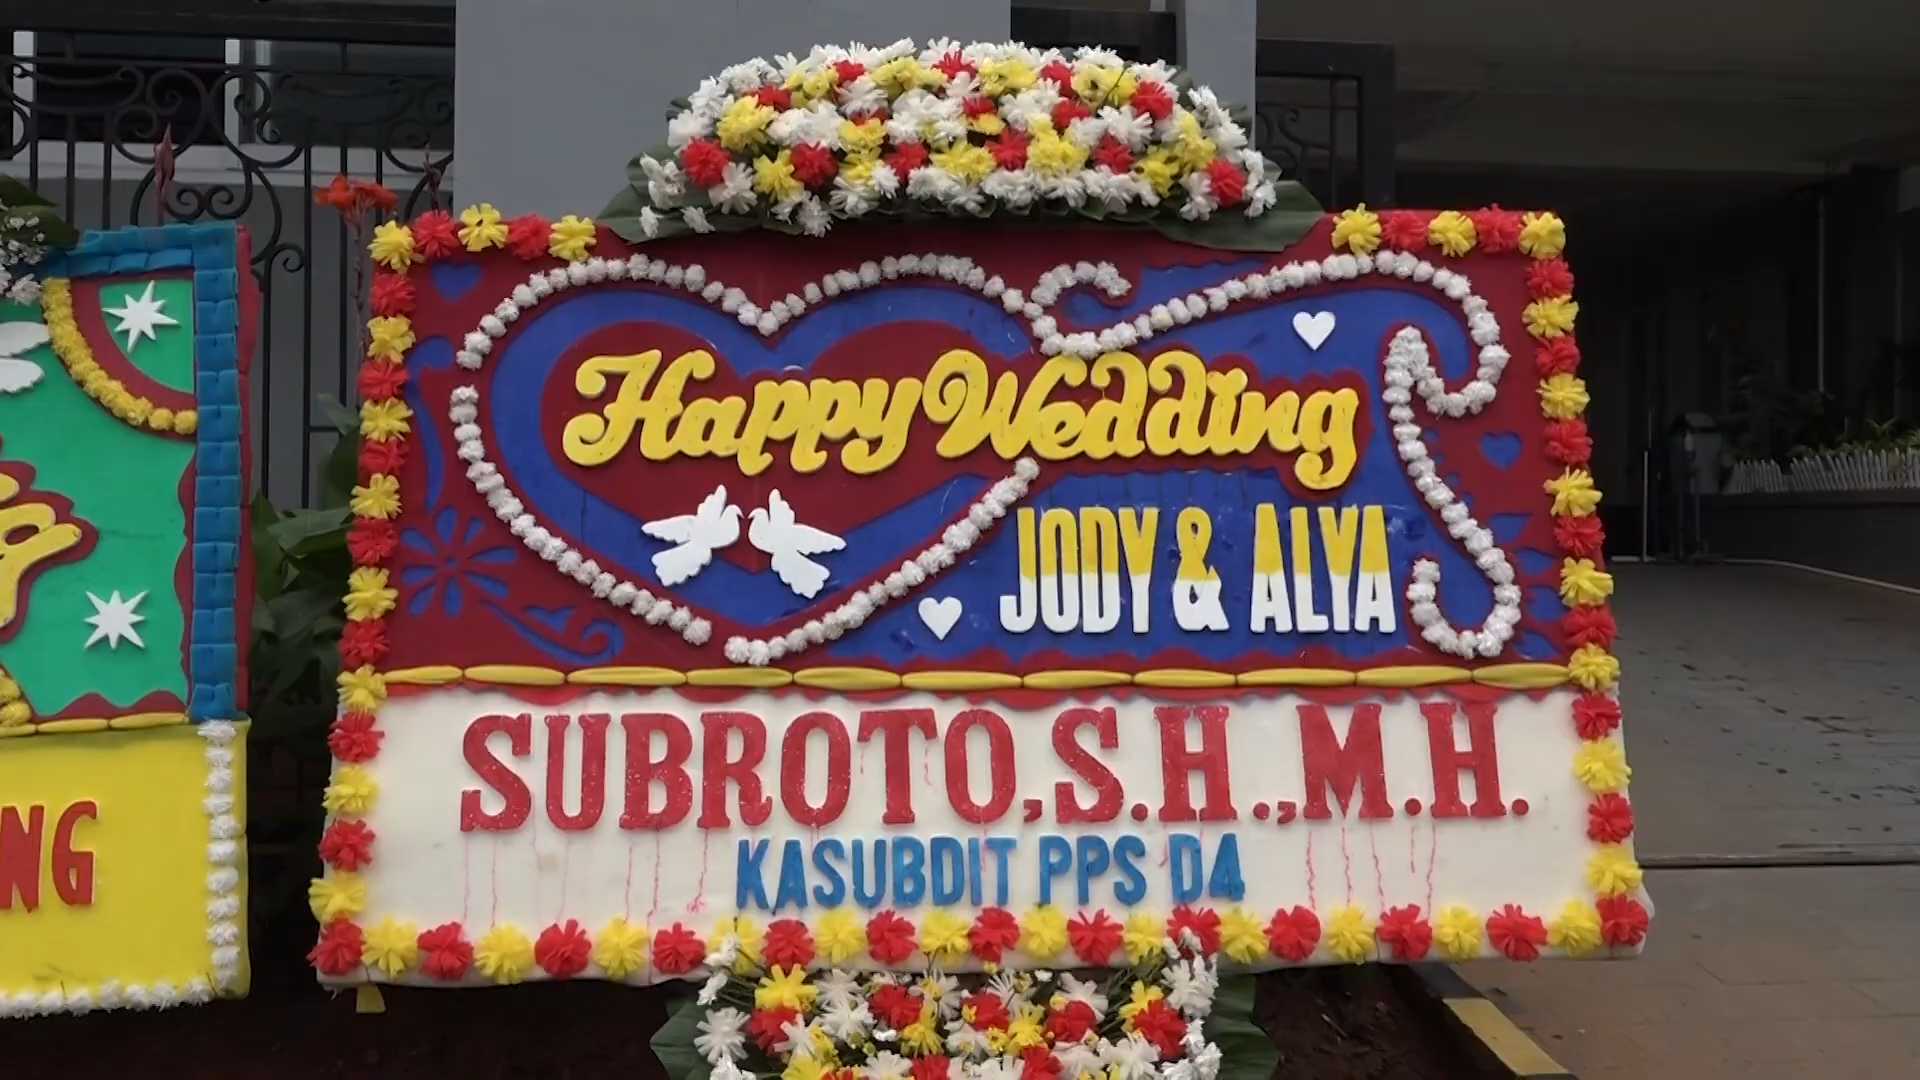 Happy Wedding
JODY & ALYA
SUBROTO,S.H.,M.H.
KASUBDIT PPS D4
NG